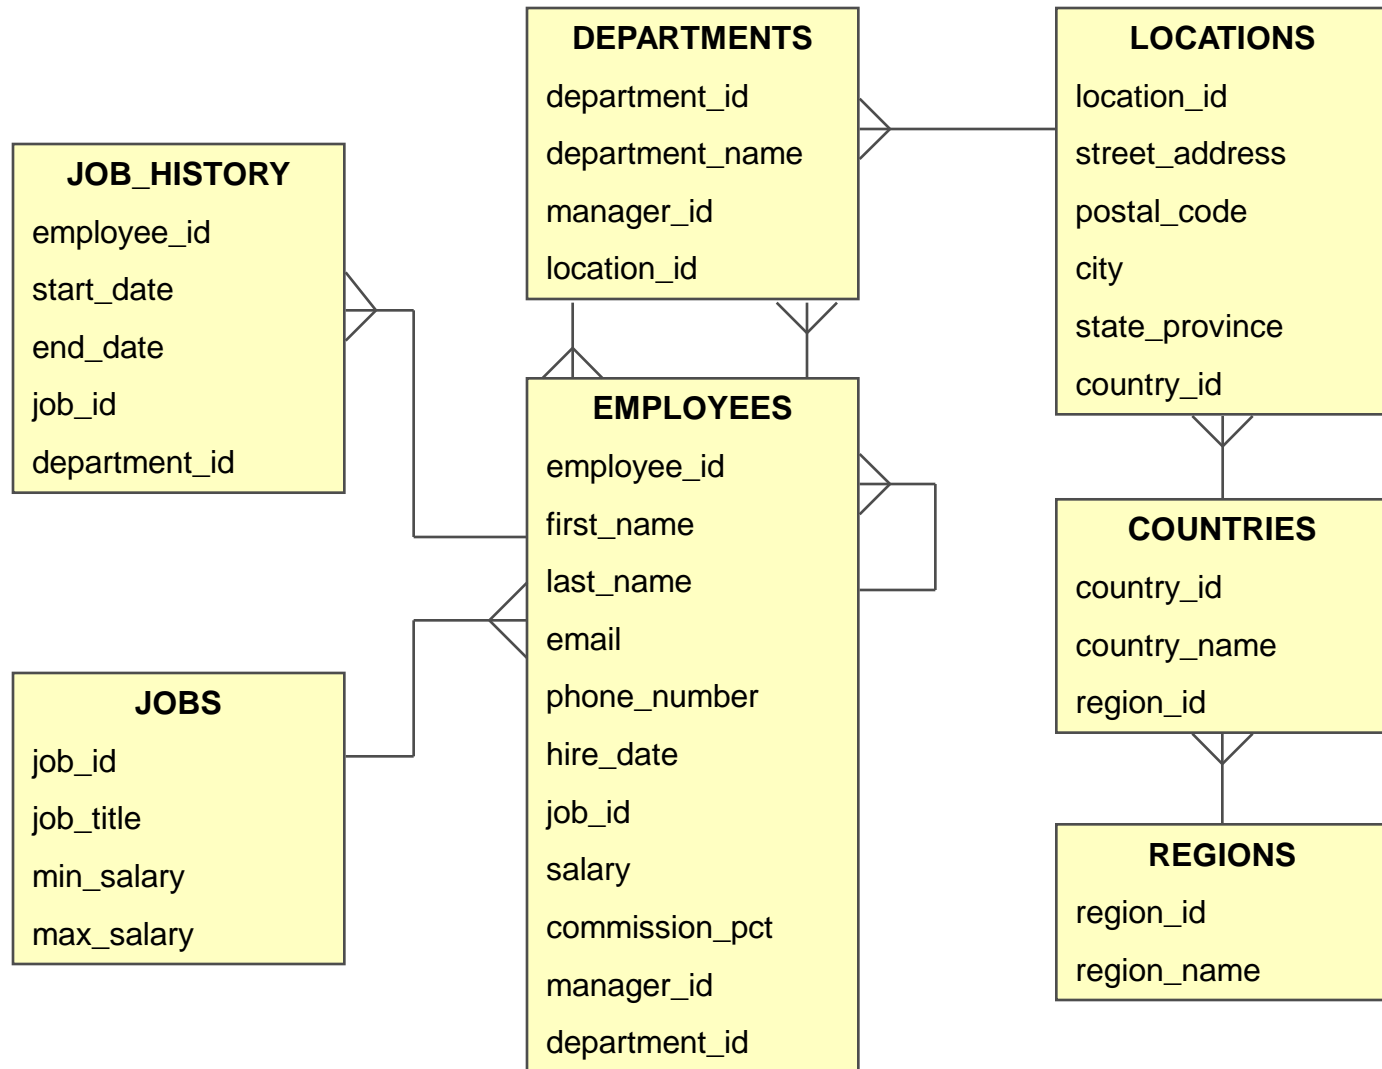 DEPARTMENTS
department_id
department_name
manager_id
location_id
LOCATIONS
location_id
street_address
postal_code
city
state_province
country_id
JOB_HISTORY
employee_id
start_date
end_date
job_id
department_id
EMPLOYEES
employee_id
first_name
last_name
email
phone_number
hire_date
job_id
salary
commission_pct
manager_id
department_id
COUNTRIES
country_id
country_name
region_id
JOBS
job_id
job_title
min_salary
max_salary
REGIONS
region_id
region_name